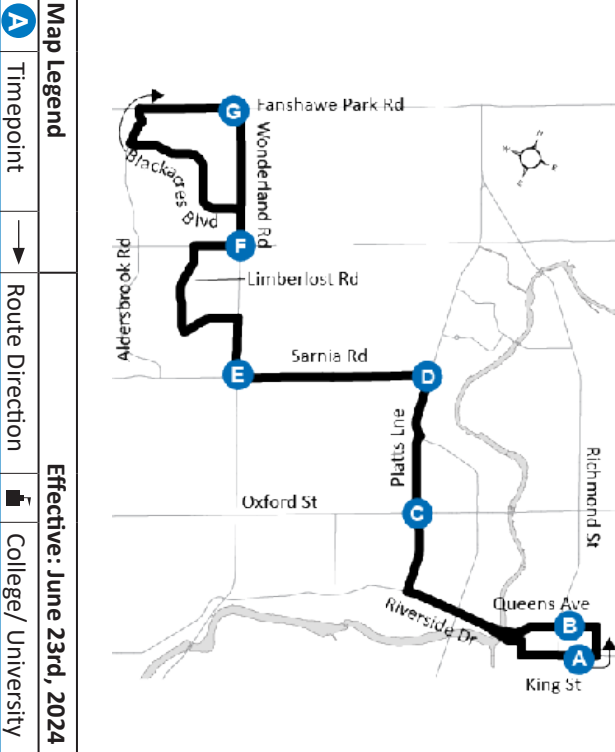 Map Legend
Effective: June 23rd, 2024
A
Timepoint
Route Direction
College/ University
G
Fanshawe Park Rd
Wonderland Rd
Blackacres Blvd
F
Limberlost Rd
Aldersbrook Rd
E
Sarnia Rd
D
Platts Lne
Oxford St
C
Richmond St
Riverside Dr
Queens Ave
B
A
King St